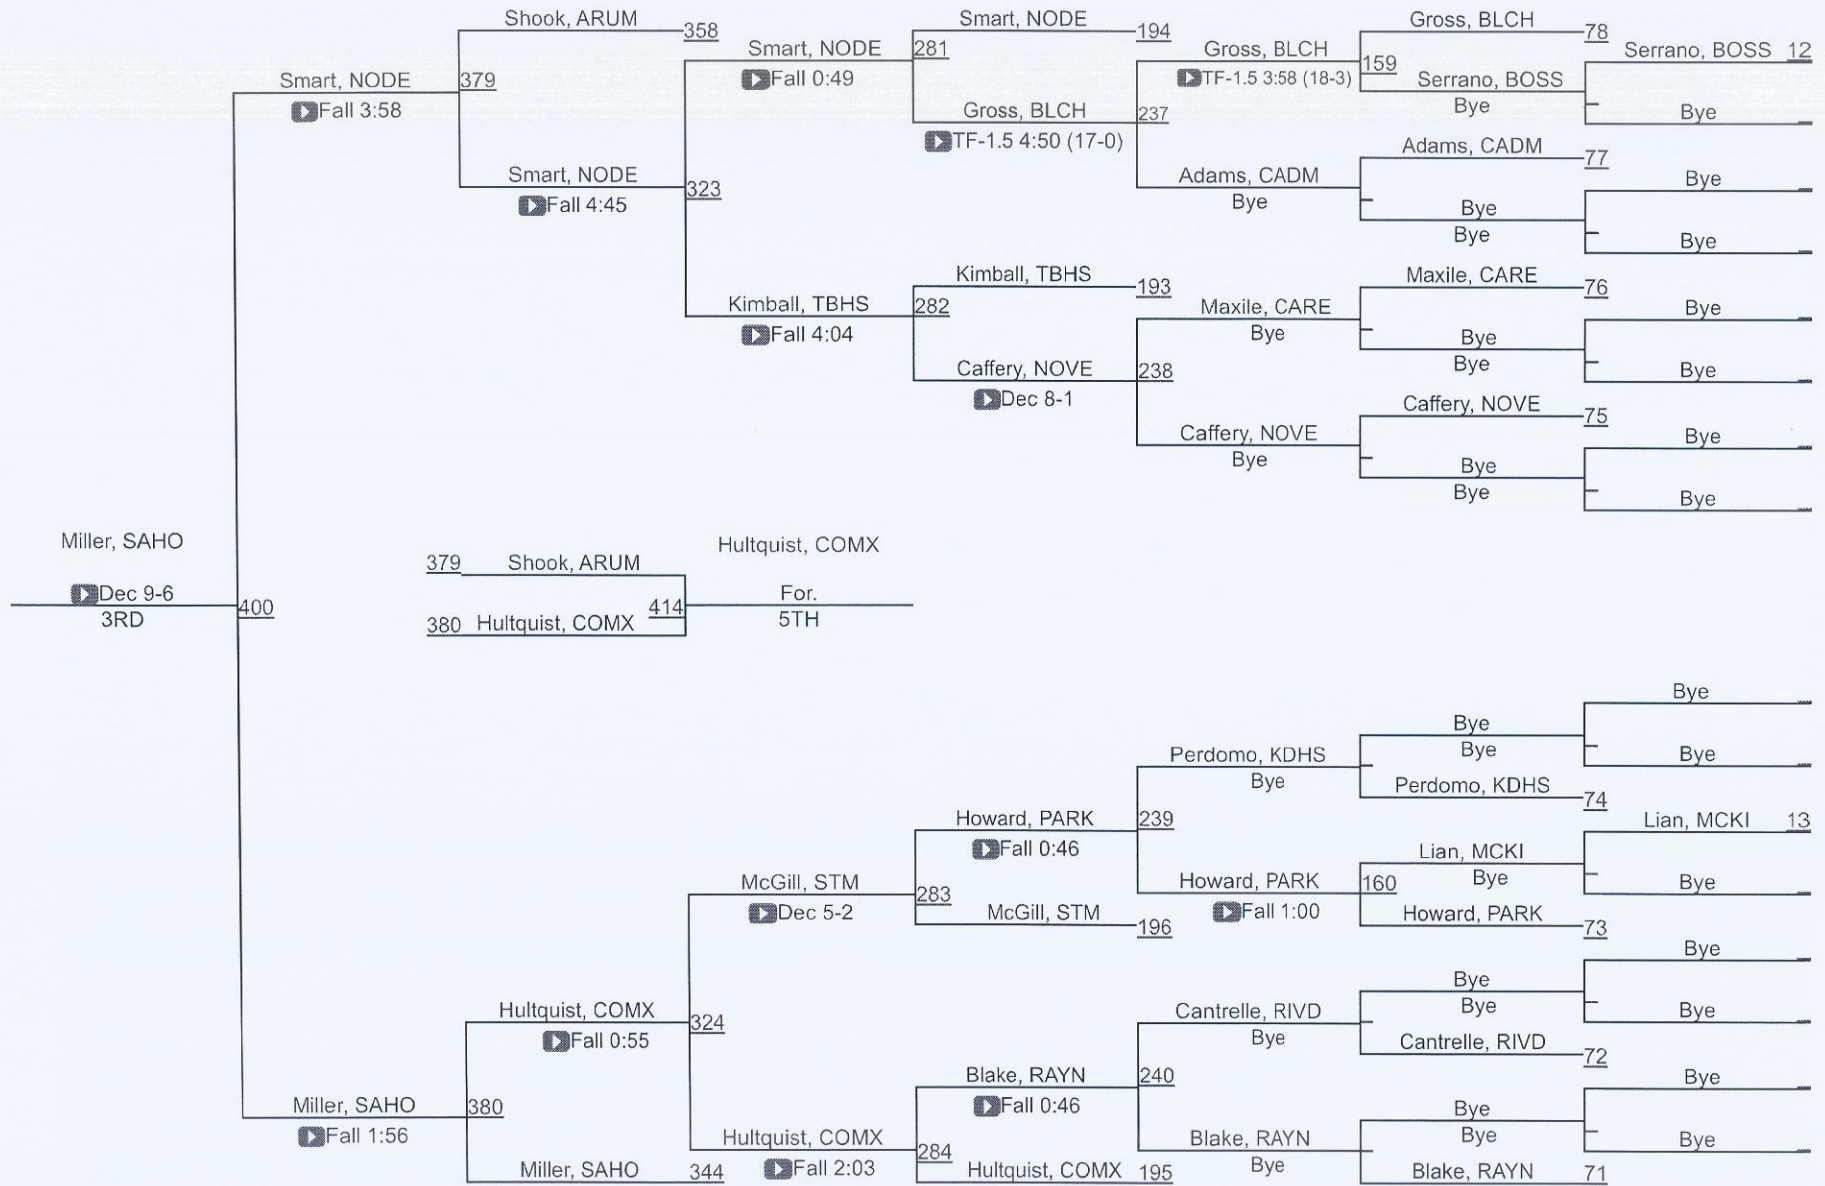 Shook, ARUM 358
Smart, NODE 194
Gross, BLCH 78
Smart, NODE 281
Gross, BLCH
Serrano, BOSS 12
Smart, NODE 379
Fall 0:49
TF-1.5 3:58 (18-3) 159 Serrano, BOSS
Bye
Fall 3:58
Gross, BLCH 237
Bye
TF-1.5 4:50 (17-0)
Adams, CADM 77
Smart, NODE 323
Adams, CADM
Bye
Fall 4:45
Bye
Bye
Bye
Bye
Kimball, TBHS 193
Maxile, CARE 76
Kimball, TBHS 282
Maxile, CARE
Bye
Fall 4:04
Bye
Bye
Bye
Caffery, NOVE 238
Bye
Dec 8-1
Caffery, NOVE 75
Caffery, NOVE
Bye
Bye
Bye
Bye
Bye
Miller, SAHO
Hultquist, COMX
379 Shook, ARUM
Dec 9-6 400
3RD
414 For.
380 Hultquist, COMX
5TH
Bye
Bye
Bye
Perdomo, KDHS
Bye
Bye
Perdomo, KDHS 74
Howard, PARK 239
Lian, MCKI 13
Fall 0:46
Lian, MCKI
Bye
McGill, STM 283
Howard, PARK 160
Bye
Dec 5-2
McGill, STM 196
Fall 1:00
Howard, PARK 73
Bye
Bye
Bye
Hultquist, COMX 324
Cantrelle, RIVD
Bye
Bye
Fall 0:55
Cantrelle, RIVD 72
Blake, RAYN 240
Bye
Miller, SAHO 380
Fall 0:46
Bye
Bye
Fall 1:56
Hultquist, COMX 284
Blake, RAYN
Bye
Bye
Miller, SAHO 344
Fall 2:03
Hultquist, COMX 195
Blake, RAYN 71